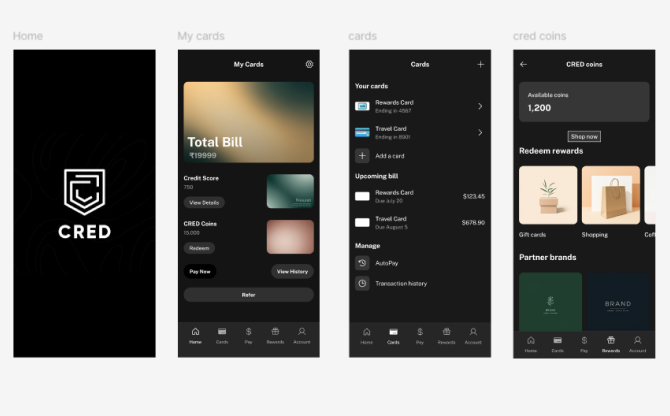 Home
CRED
My cards
My Cards
Total Bill
₹19999
Credit Score
750
View Details
CRED Coins
15,000
Redeem
Pay Now
View History
Refer
Home
Cards
Pay
Rewards
Account
cards
Cards
Your cards
Rewards Card
Ending in 4567
Travel Card
Ending in 8901
Add a card
Upcoming bill
Rewards Card
Due July 20
$123.45
Travel Card
Due August 5
$678.90
Manage
AutoPay
Transaction history
Home
Cards
Pay
Rewards
Account
cred coins
CRED coins
Available coins
1,200
Shop now
Redeem rewards
Gift cards
Shopping
Partner brands
BRAND
Home
Cards
Pay
Rewards
Account